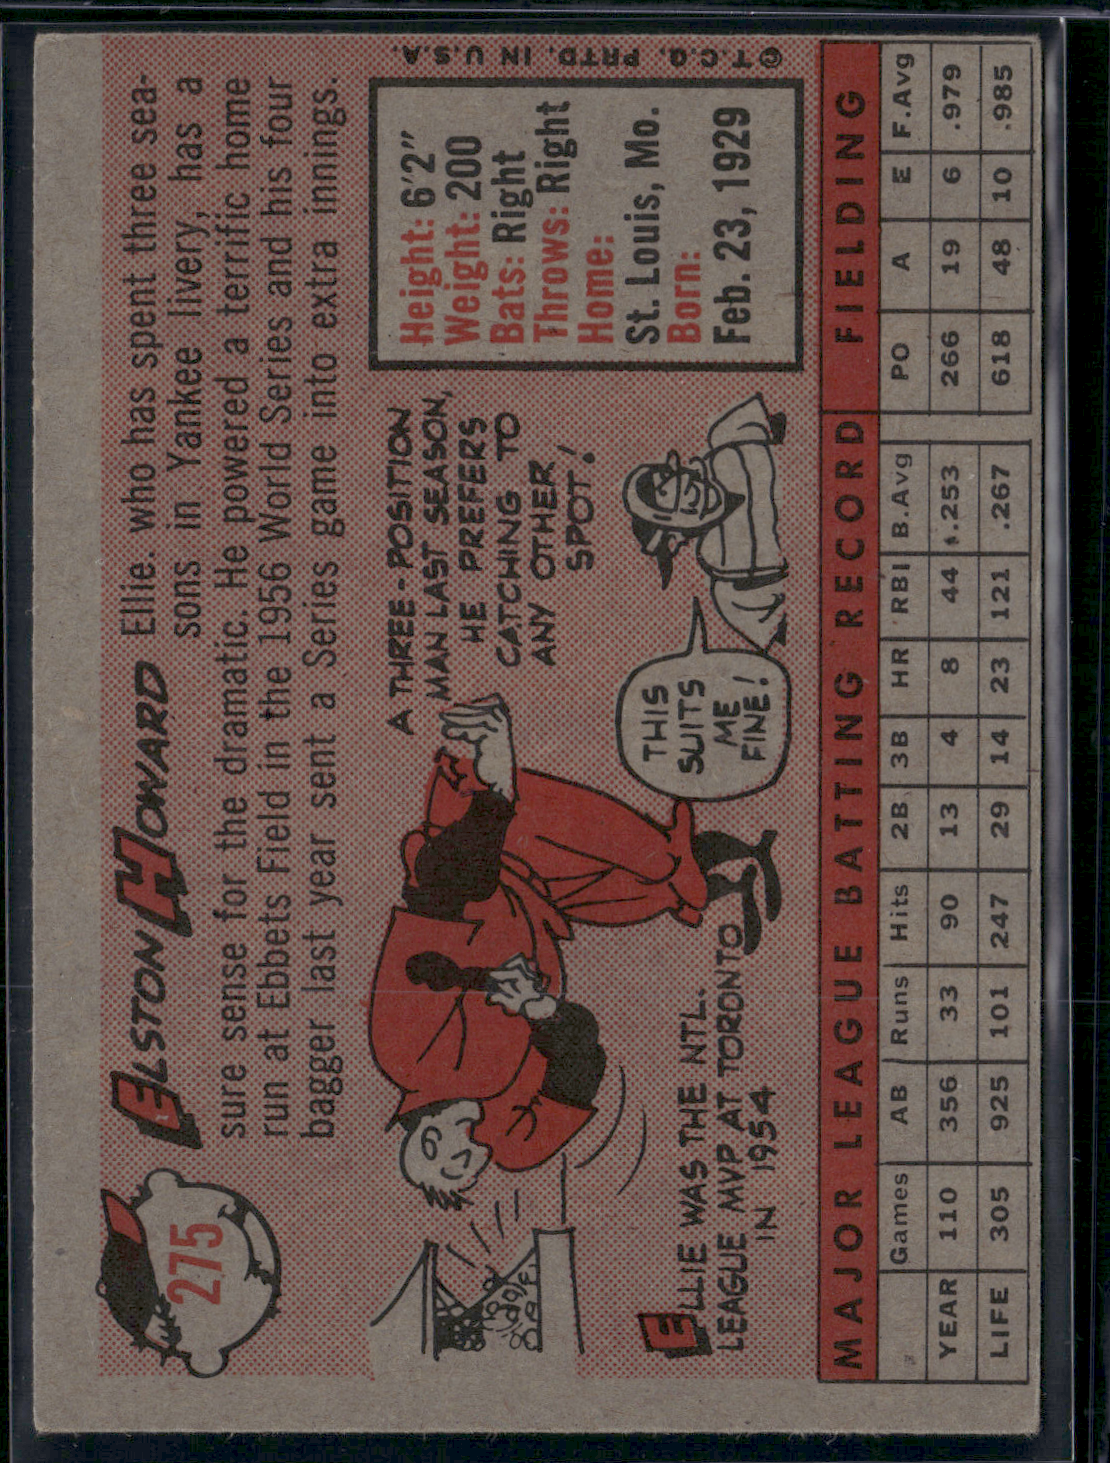 275
ELSTON HOWARD Ellie. who has spent three sea-
sons in Yankee livery, has a
sure sense for the dramatic. He powered a terrific home
run at Ebbets Field in the 1956 World Series and his four
bagger last year sent a Series game into extra innings.
ELLIE WAS THE NTL.
LEAGUE MVP AT TORONTO
IN 1954
A THREE-POSITION
MAN LAST SEASON,
HE PREFERS
CATCHING TO
ANY OTHER
SPOT!
THIS
SUITS
ME
FINE!
Height: 6'2"
Weight: 200
Bats: Right
Throws: Right
Home:
St. Louis, Mo.
Born:
Feb. 23, 1929
© T.C.G. PRTD. IN U.S.A.
MAJOR LEAGUE BATTING RECORD FIELDING
Games AB Runs Hits 2B 3B HR RBI B.Avg PO A E F.Avg
YEAR 110 356 33 90 13 4 8 44 .253 266 19 6 .979
LIFE 305 925 101 247 29 14 23 121 .267 618 48 10 .985